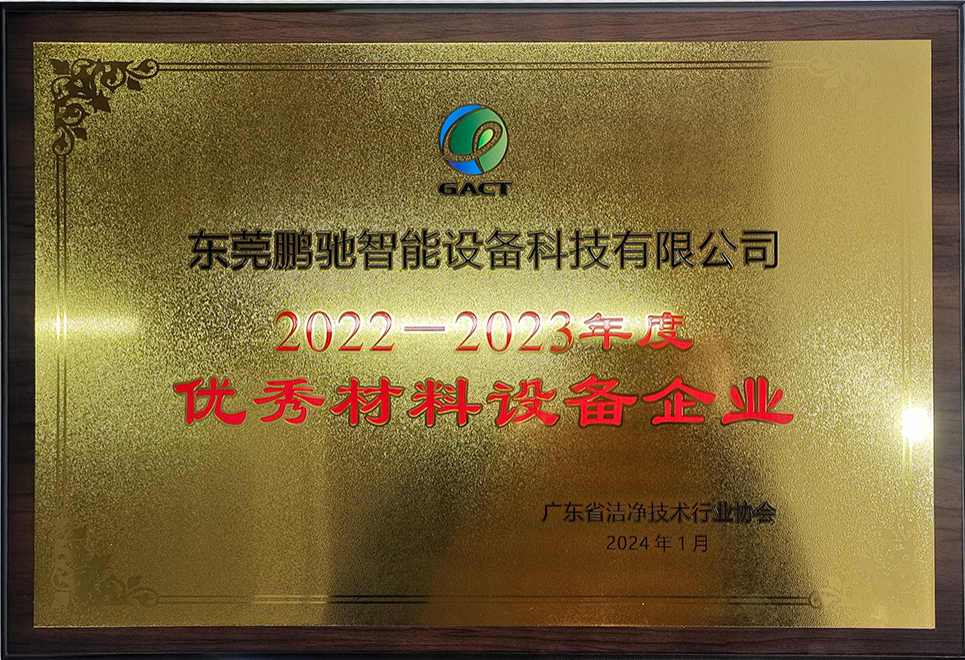 GACT
东莞鹏驰智能设备科技有限公司
2022－2023年度
优秀材料设备企业
广东省洁净技术行业协会
2024年1月